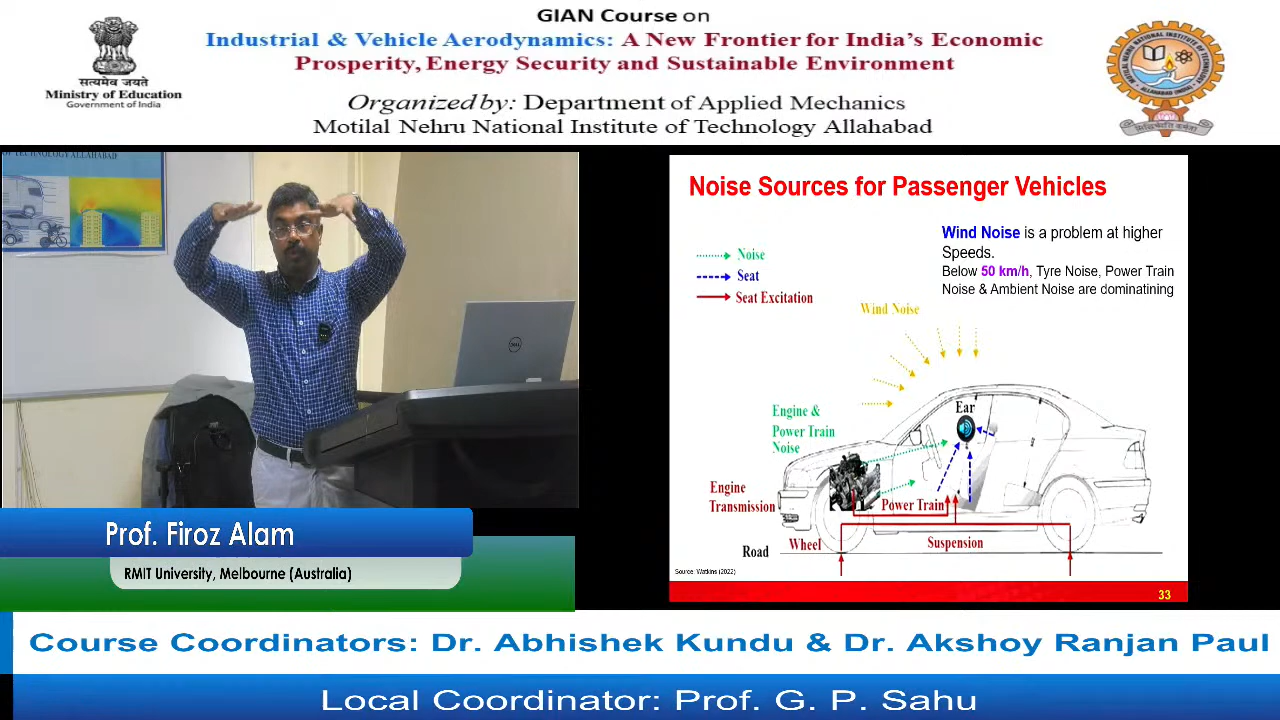 GIAN Course on
Industrial & Vehicle Aerodynamics: A New Frontier for India's Economic
Prosperity, Energy Security and Sustainable Environment
Organized by: Department of Applied Mechanics
Motilal Nehru National Institute of Technology Allahabad
सत्यमेव जयते
Ministry of Education
Government of India
OF TECHNOLOGY ALLAHABAD
DELL
Noise Sources for Passenger Vehicles
Wind Noise is a problem at higher
Speeds.
Below 50 km/h, Tyre Noise, Power Train
Noise & Ambient Noise are dominatining
Noise
Seat
Seat Excitation
Wind Noise
Ear
Engine &
Power Train
Noise
Engine
Transmission
Power Train
Road
Wheel
Suspension
Source: Watkins (2022)
33
Prof. Firoz Alam
RMIT University, Melbourne (Australia)
Course Coordinators: Dr. Abhishek Kundu & Dr. Akshoy Ranjan Paul
Local Coordinator: Prof. G. P. Sahu